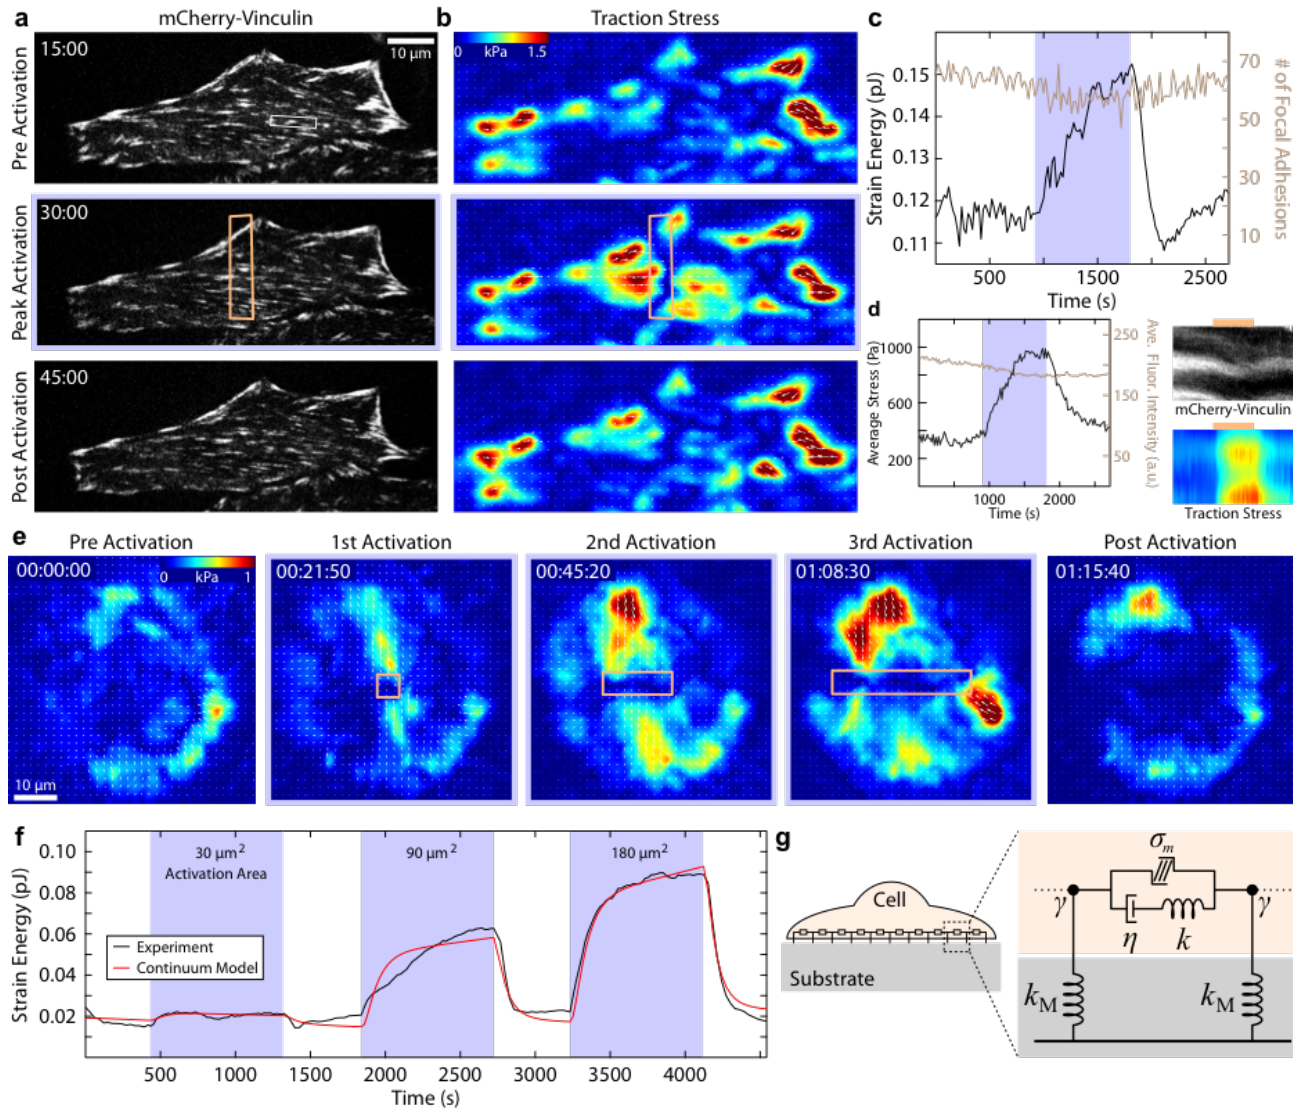 a
mCherry-Vinculin
Pre Activation
15:00
10 μm
Peak Activation
30:00
Post Activation
45:00
b
Traction Stress
0 kPa 1.5
c
Strain Energy (pJ)
0.15
0.14
0.13
0.12
0.11
70
50
30
10
# of Focal Adhesions
500 1500 2500
Time (s)
d
Average Stress (Pa)
1000
600
200
250
150
50
Ave. Fluor. Intensity (a.u.)
1000 2000
Time (s)
mCherry-Vinculin
Traction Stress
e
Pre Activation
00:00:00
0 kPa 1
10 μm
1st Activation
00:21:50
2nd Activation
00:45:20
3rd Activation
01:08:30
Post Activation
01:15:40
f
Strain Energy (pJ)
0.10
0.08
0.06
0.04
0.02
30 μm²
Activation Area
90 μm²
180 μm²
Experiment
Continuum Model
500 1000 1500 2000 2500 3000 3500 4000
Time (s)
g
Cell
Substrate
σm
γ γ
η k
kM kM